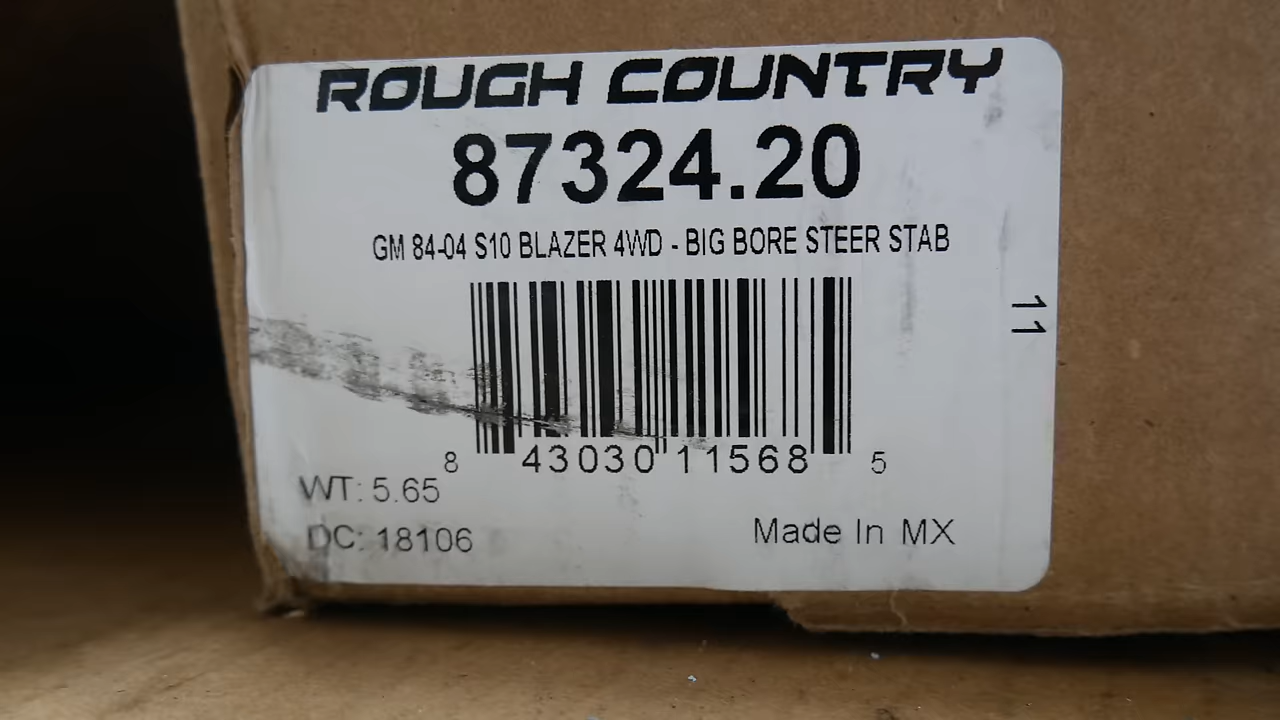 ROUGH COUNTRY
87324.20
GM 84-04 S10 BLAZER 4WD - BIG BORE STEER STAB
11
8 43030 11568 5
WT: 5.65
DC: 18106
Made In MX